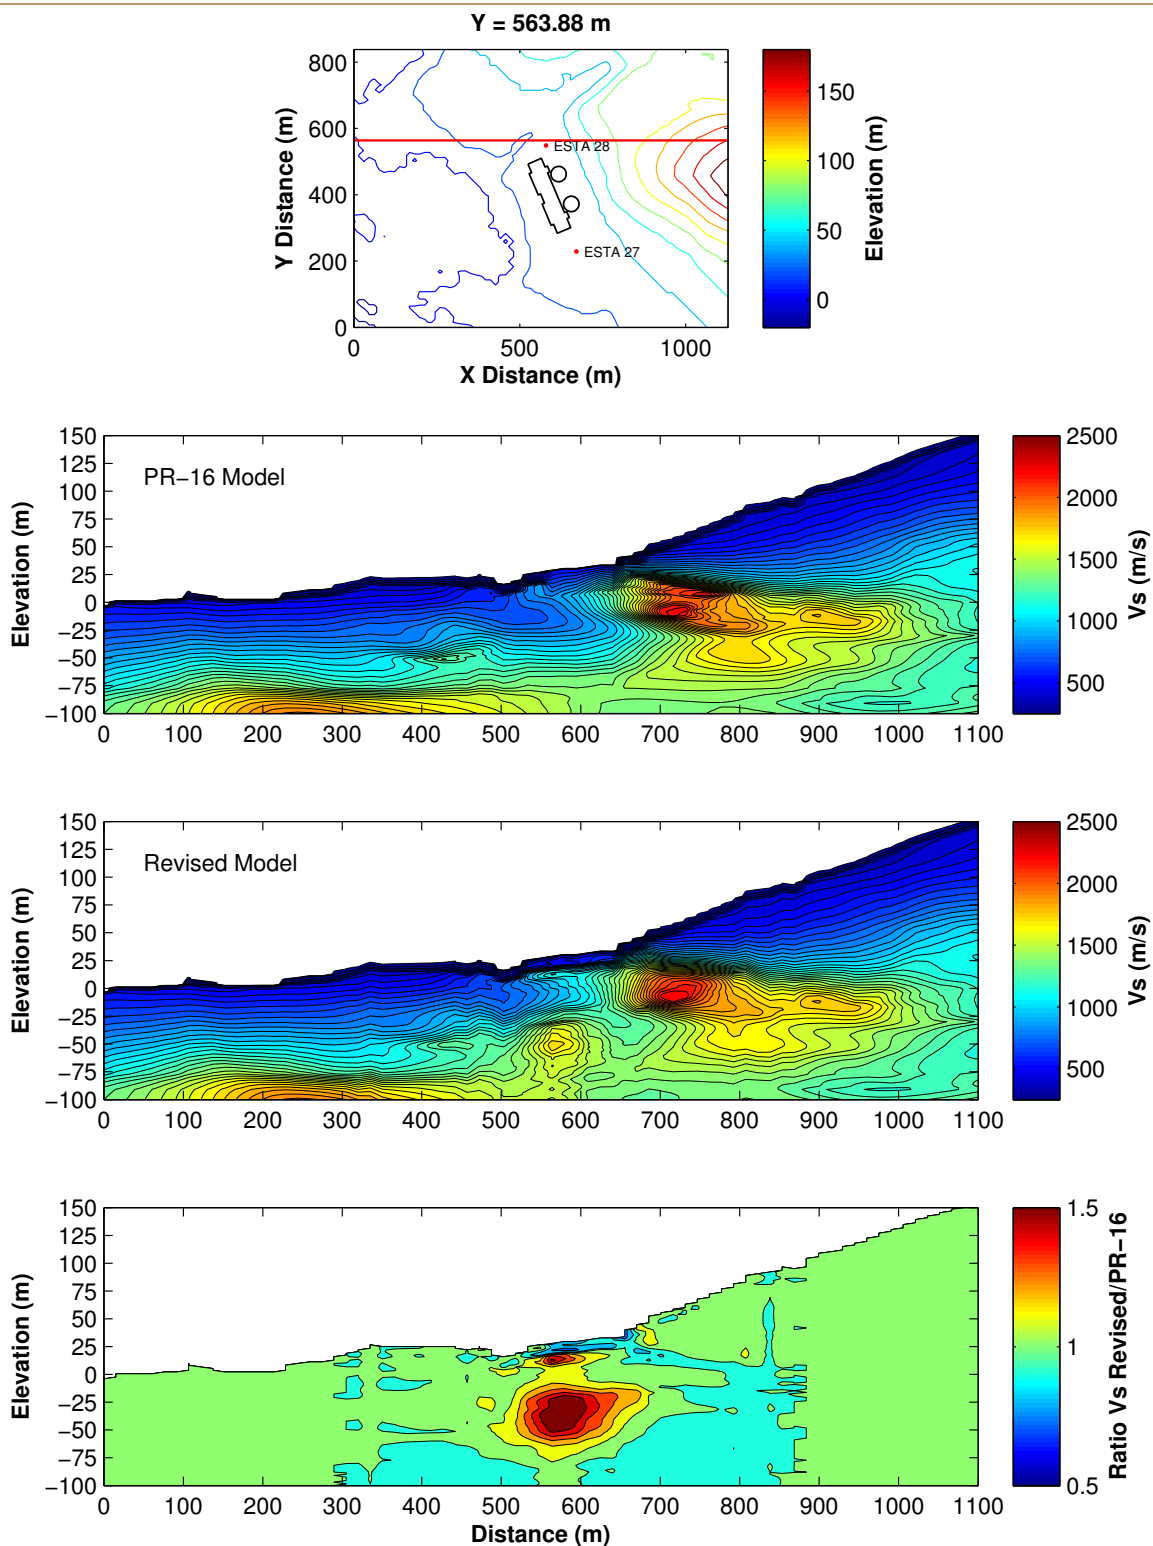 Y = 563.88 m
800
600
400
200
0
Y Distance (m)
ESTA 28
ESTA 27
0 500 1000
X Distance (m)
150
100
50
0
Elevation (m)
150
125
100
75
50
25
0
−25
−50
−75
−100
Elevation (m)
PR−16 Model
0 100 200 300 400 500 600 700 800 900 1000 1100
2500
2000
1500
1000
500
Vs (m/s)
150
125
100
75
50
25
0
−25
−50
−75
−100
Elevation (m)
Revised Model
0 100 200 300 400 500 600 700 800 900 1000 1100
2500
2000
1500
1000
500
Vs (m/s)
150
125
100
75
50
25
0
−25
−50
−75
−100
Elevation (m)
0 100 200 300 400 500 600 700 800 900 1000 1100
Distance (m)
1.5
1
0.5
Ratio Vs Revised/PR−16